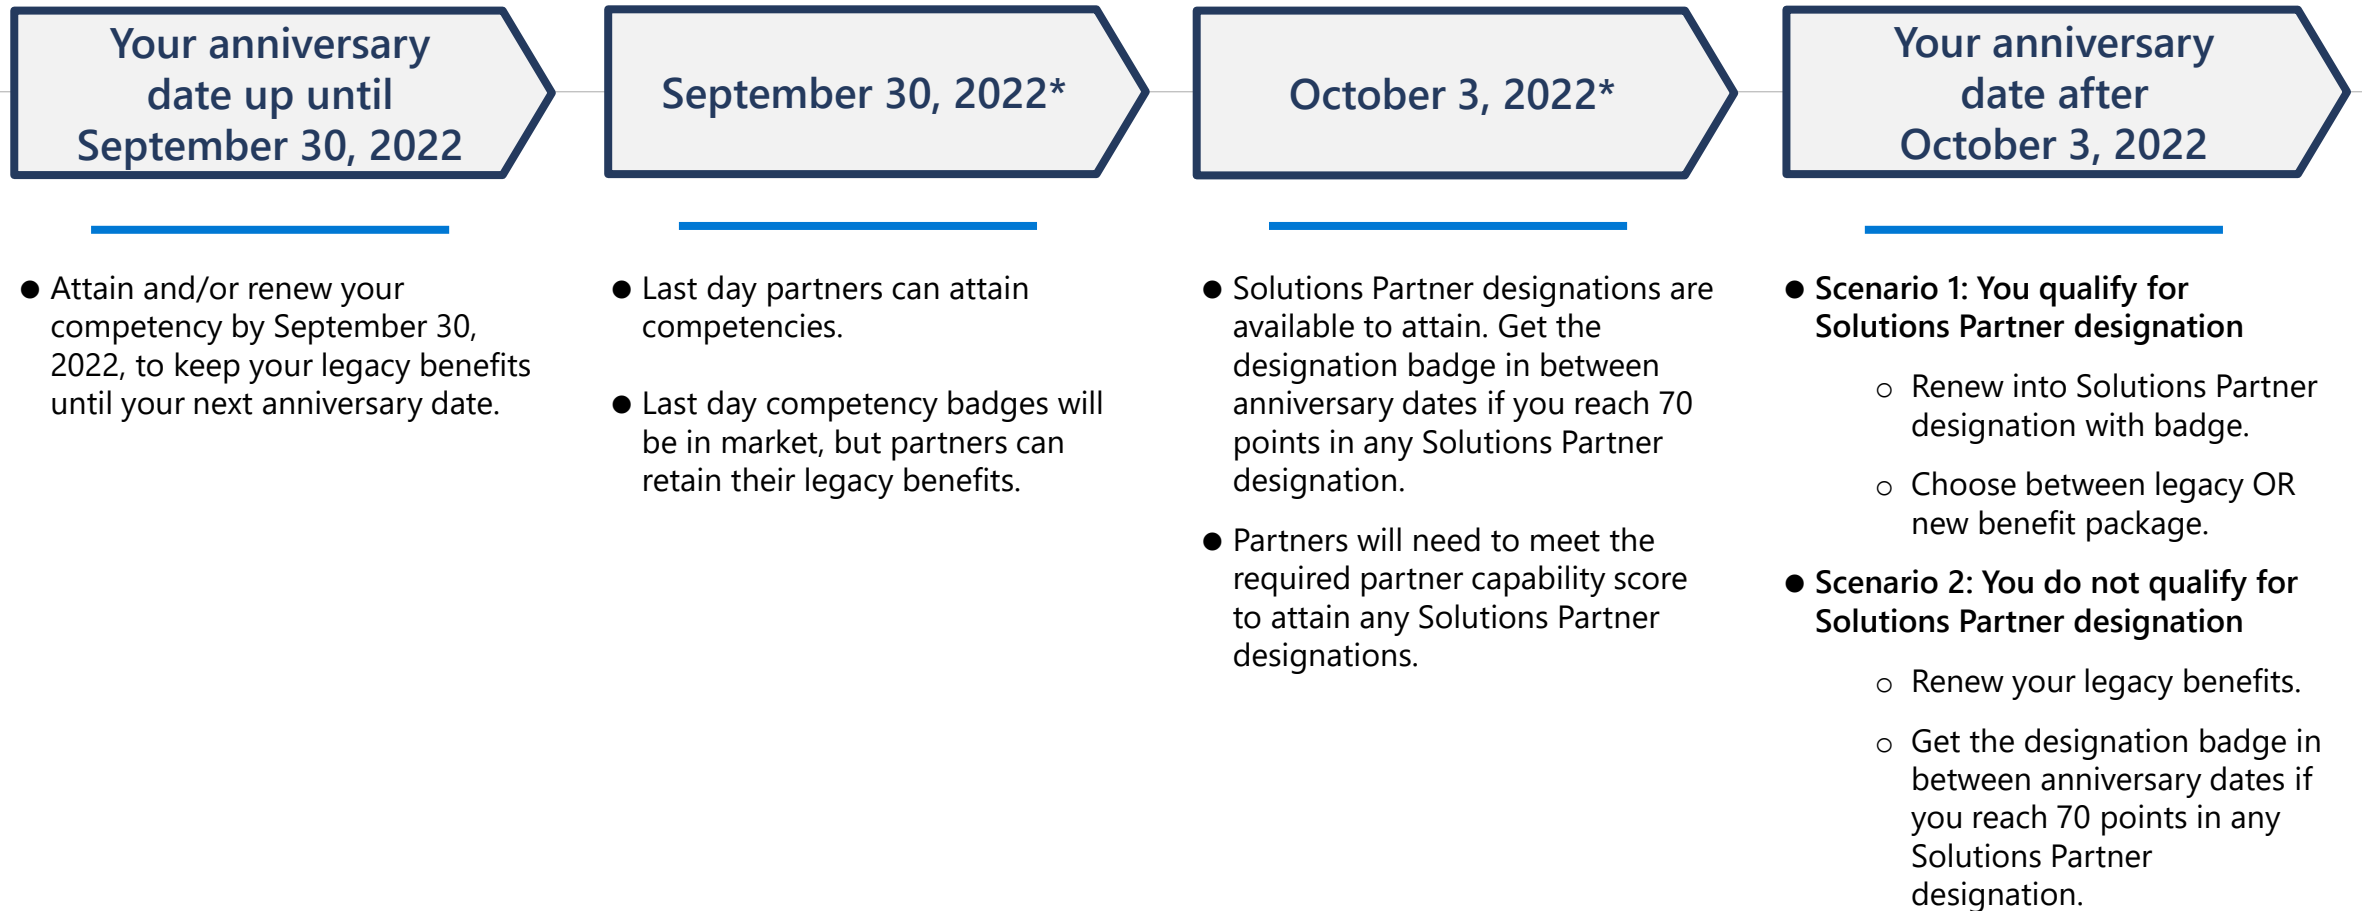 Your anniversary
date up until
September 30, 2022
● Attain and/or renew your
competency by September 30,
2022, to keep your legacy benefits
until your next anniversary date.
September 30, 2022*
● Last day partners can attain
competencies.
● Last day competency badges will
be in market, but partners can
retain their legacy benefits.
October 3, 2022*
● Solutions Partner designations are
available to attain. Get the
designation badge in between
anniversary dates if you reach 70
points in any Solutions Partner
designation.
● Partners will need to meet the
required partner capability score
to attain any Solutions Partner
designations.
Your anniversary
date after
October 3, 2022
● Scenario 1: You qualify for
Solutions Partner designation
○ Renew into Solutions Partner
designation with badge.
○ Choose between legacy OR
new benefit package.
● Scenario 2: You do not qualify for
Solutions Partner designation
○ Renew your legacy benefits.
○ Get the designation badge in
between anniversary dates if
you reach 70 points in any
Solutions Partner
designation.